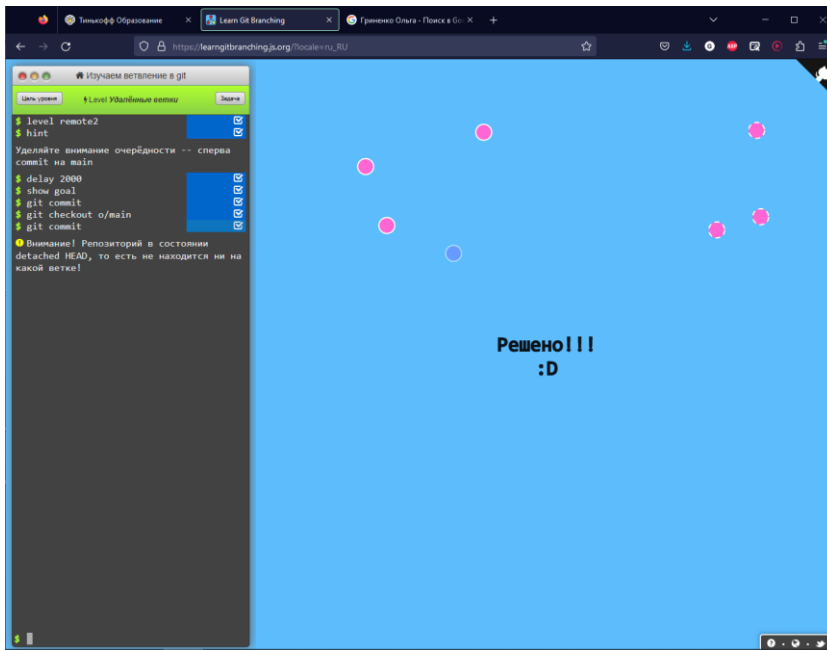 Тинькофф Образование
Learn Git Branching
Гриненко Ольга - Поиск в Goo
https://learngitbranching.js.org/?locale=ru_RU
Изучаем ветвление в git
Цель уровня
Level Удалённые ветки
Задача
$ level remote2
$ hint
Уделяйте внимание очерёдности -- сперва
commit на main
$ delay 2000
$ show goal
$ git commit
$ git checkout o/main
$ git commit
Внимание! Репозиторий в состоянии
detached HEAD, то есть не находится ни на
какой ветке!
Решено!!!
:D
$